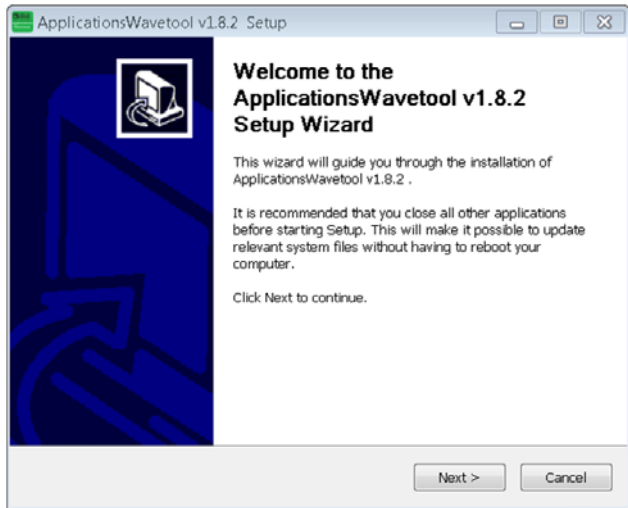 ApplicationsWavetool v1.8.2 Setup
Welcome to the
ApplicationsWavetool v1.8.2
Setup Wizard
This wizard will guide you through the installation of
ApplicationsWavetool v1.8.2 .
It is recommended that you close all other applications
before starting Setup. This will make it possible to update
relevant system files without having to reboot your
computer.
Click Next to continue.
Next >
Cancel